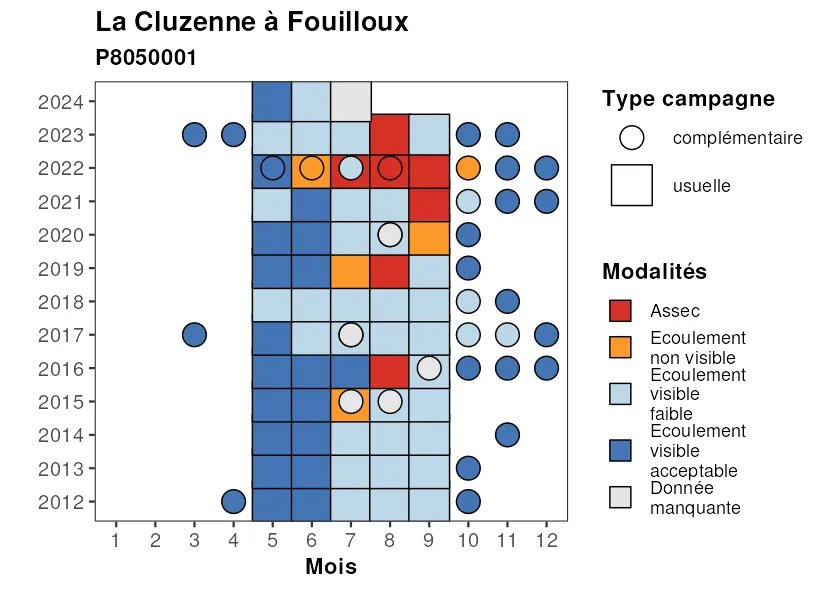 La Cluzenne à Fouilloux
P8050001
2024
2023
2022
2021
2020
2019
2018
2017
2016
2015
2014
2013
2012
1 2 3 4 5 6 7 8 9 10 11 12
Mois
Type campagne
complémentaire
usuelle
Modalités
Assec
Ecoulement
non visible
Ecoulement
visible
faible
Ecoulement
visible
acceptable
Donnée
manquante